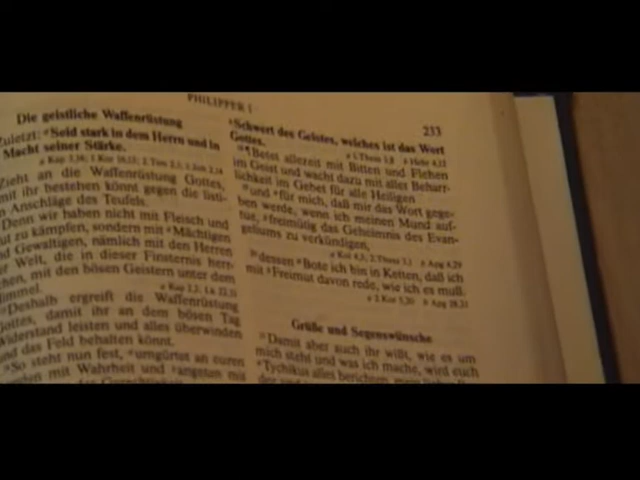 PHILIPPER 1
233
Die geistliche Waffenrüstung
Zuletzt: Seid stark in dem Herrn und in
Macht seiner Stärke.
Zieht an die Waffenrüstung Gottes,
mit ihr bestehen könnt gegen die listi-
n Anschläge des Teufels.
Denn wir haben nicht mit Fleisch und
ut zu kämpfen, sondern mit Mächtigen
d Gewaltigen, nämlich mit den Herren
er Welt, die in dieser Finsternis herr-
chen, mit den bösen Geistern unter dem
immel.
Deshalb ergreift die Waffenrüstung
Gottes, damit ihr an dem bösen Tag
Widerstand leisten und alles überwinden
und das Feld behalten könnt.
So steht nun fest, umgürtet an euren
enden mit Wahrheit und angetan mit
Schwert des Geistes, welches ist das Wort
Gottes.
Betet allezeit mit Bitten und Flehen
im Geist und wacht dazu mit aller Beharr-
lichkeit im Gebet für alle Heiligen
und für mich, daß mir das Wort gege-
ben werde, wenn ich meinen Mund auf-
tue, freimütig das Geheimnis des Evan-
geliums zu verkündigen,
dessen Bote ich bin in Ketten, daß ich
mit Freimut davon rede, wie ich es muß.
Grüße und Segenswünsche
Damit aber auch ihr wißt, wie es um
mich steht und was ich mache, wird euch
Tychikus alles berichten